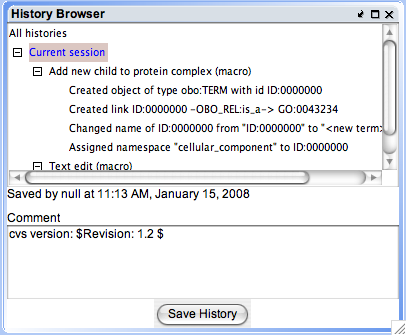 History Browser
All histories
Current session
Add new child to protein complex (macro)
Created object of type obo:TERM with id ID:0000000
Created link ID:0000000 -OBO_REL:is_a-> GO:0043234
Changed name of ID:0000000 from "ID:0000000" to "<new term>
Assigned namespace "cellular_component" to ID:0000000
Text edit (macro)
Saved by null at 11:13 AM, January 15, 2008
Comment
cvs version: $Revision: 1.2 $
Save History